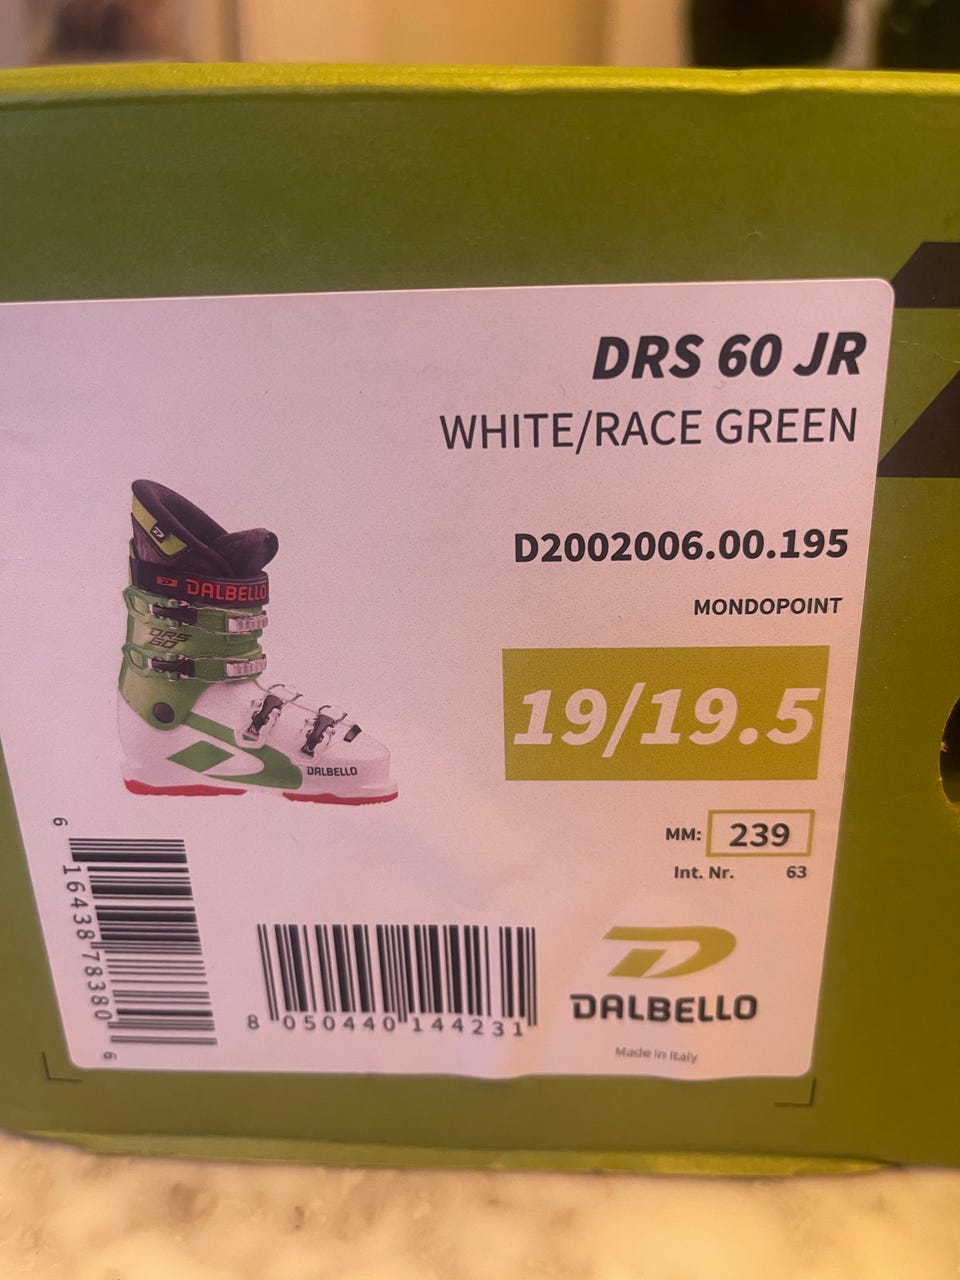 DRS 60 JR
WHITE/RACE GREEN
D2002006.00.195
MONDOPOINT
19/19.5
MM: 239
Int. Nr. 63
DALBELLO
DRS
60
DALBELLO
6 16438 78380 6
8 050440 144231
DALBELLO
Made in Italy